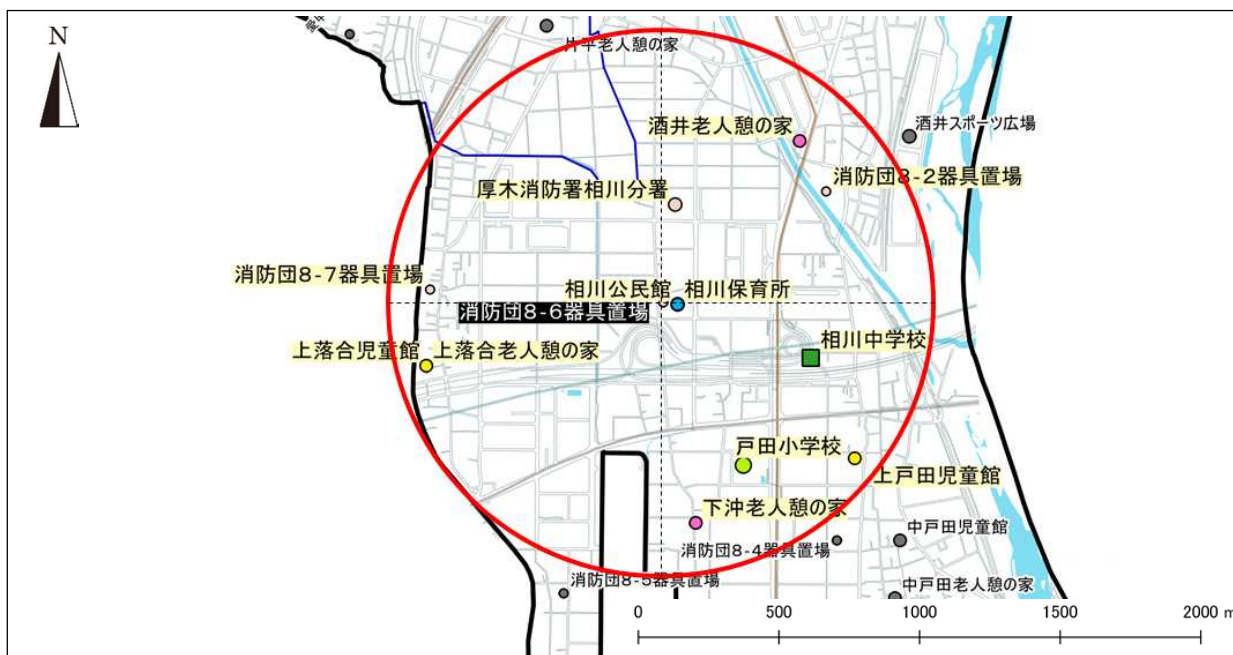 N
片平老人憩の家
酒井老人憩の家
酒井スポーツ広場
消防団8-2器具置場
厚木消防署相川分署
消防団8-7器具置場
相川公民館 相川保育所
消防団8-6器具置場
相川中学校
上落合児童館 上落合老人憩の家
戸田小学校
上戸田児童館
下沖老人憩の家
中戸田児童館
消防団8-4器具置場
消防団8-5器具置場
中戸田老人憩の家
0 500 1000 1500 2000 m